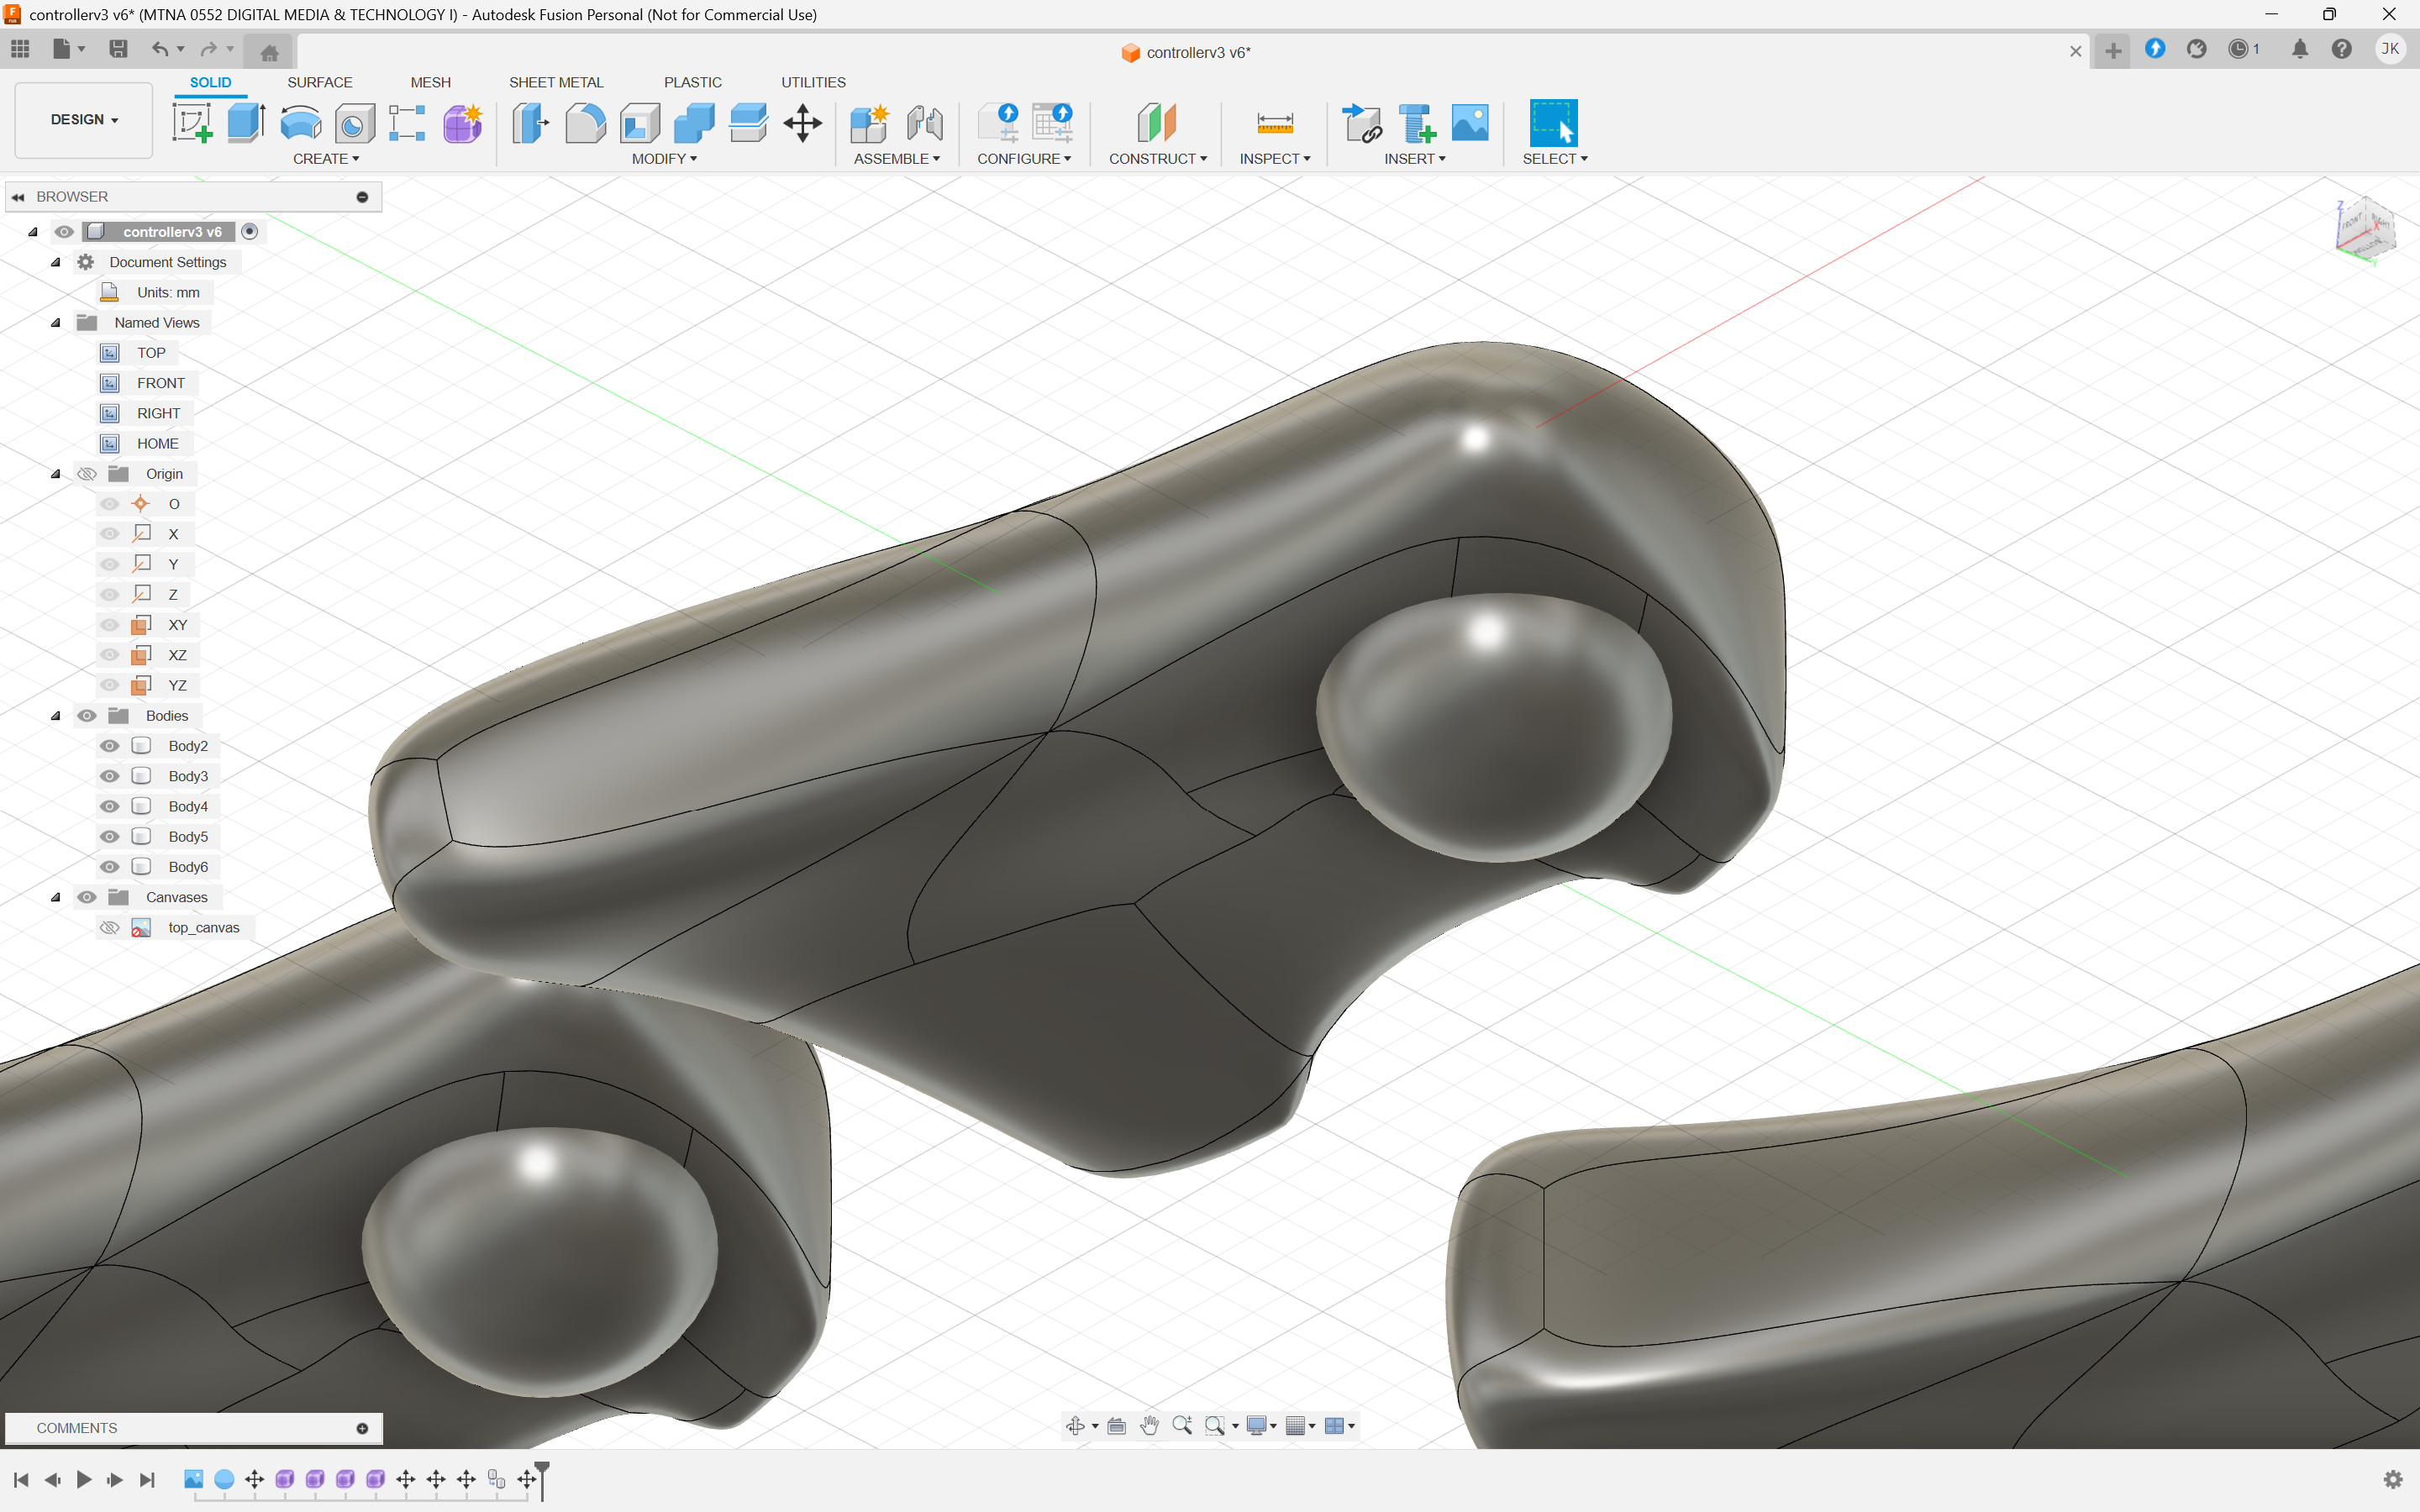 controllerv3 v6* (MTNA 0552 DIGITAL MEDIA & TECHNOLOGY I) - Autodesk Fusion Personal (Not for Commercial Use)
controllerv3 v6*
1
JK
SOLID SURFACE MESH SHEET METAL PLASTIC UTILITIES
DESIGN
CREATE MODIFY ASSEMBLE CONFIGURE CONSTRUCT INSPECT INSERT SELECT
BROWSER
controllerv3 v6
Document Settings
Units: mm
Named Views
TOP
FRONT
RIGHT
HOME
Origin
O
X
Y
Z
XY
XZ
YZ
Bodies
Body2
Body3
Body4
Body5
Body6
Canvases
top_canvas
Z
FRONT
RIGHT
X
COMMENTS